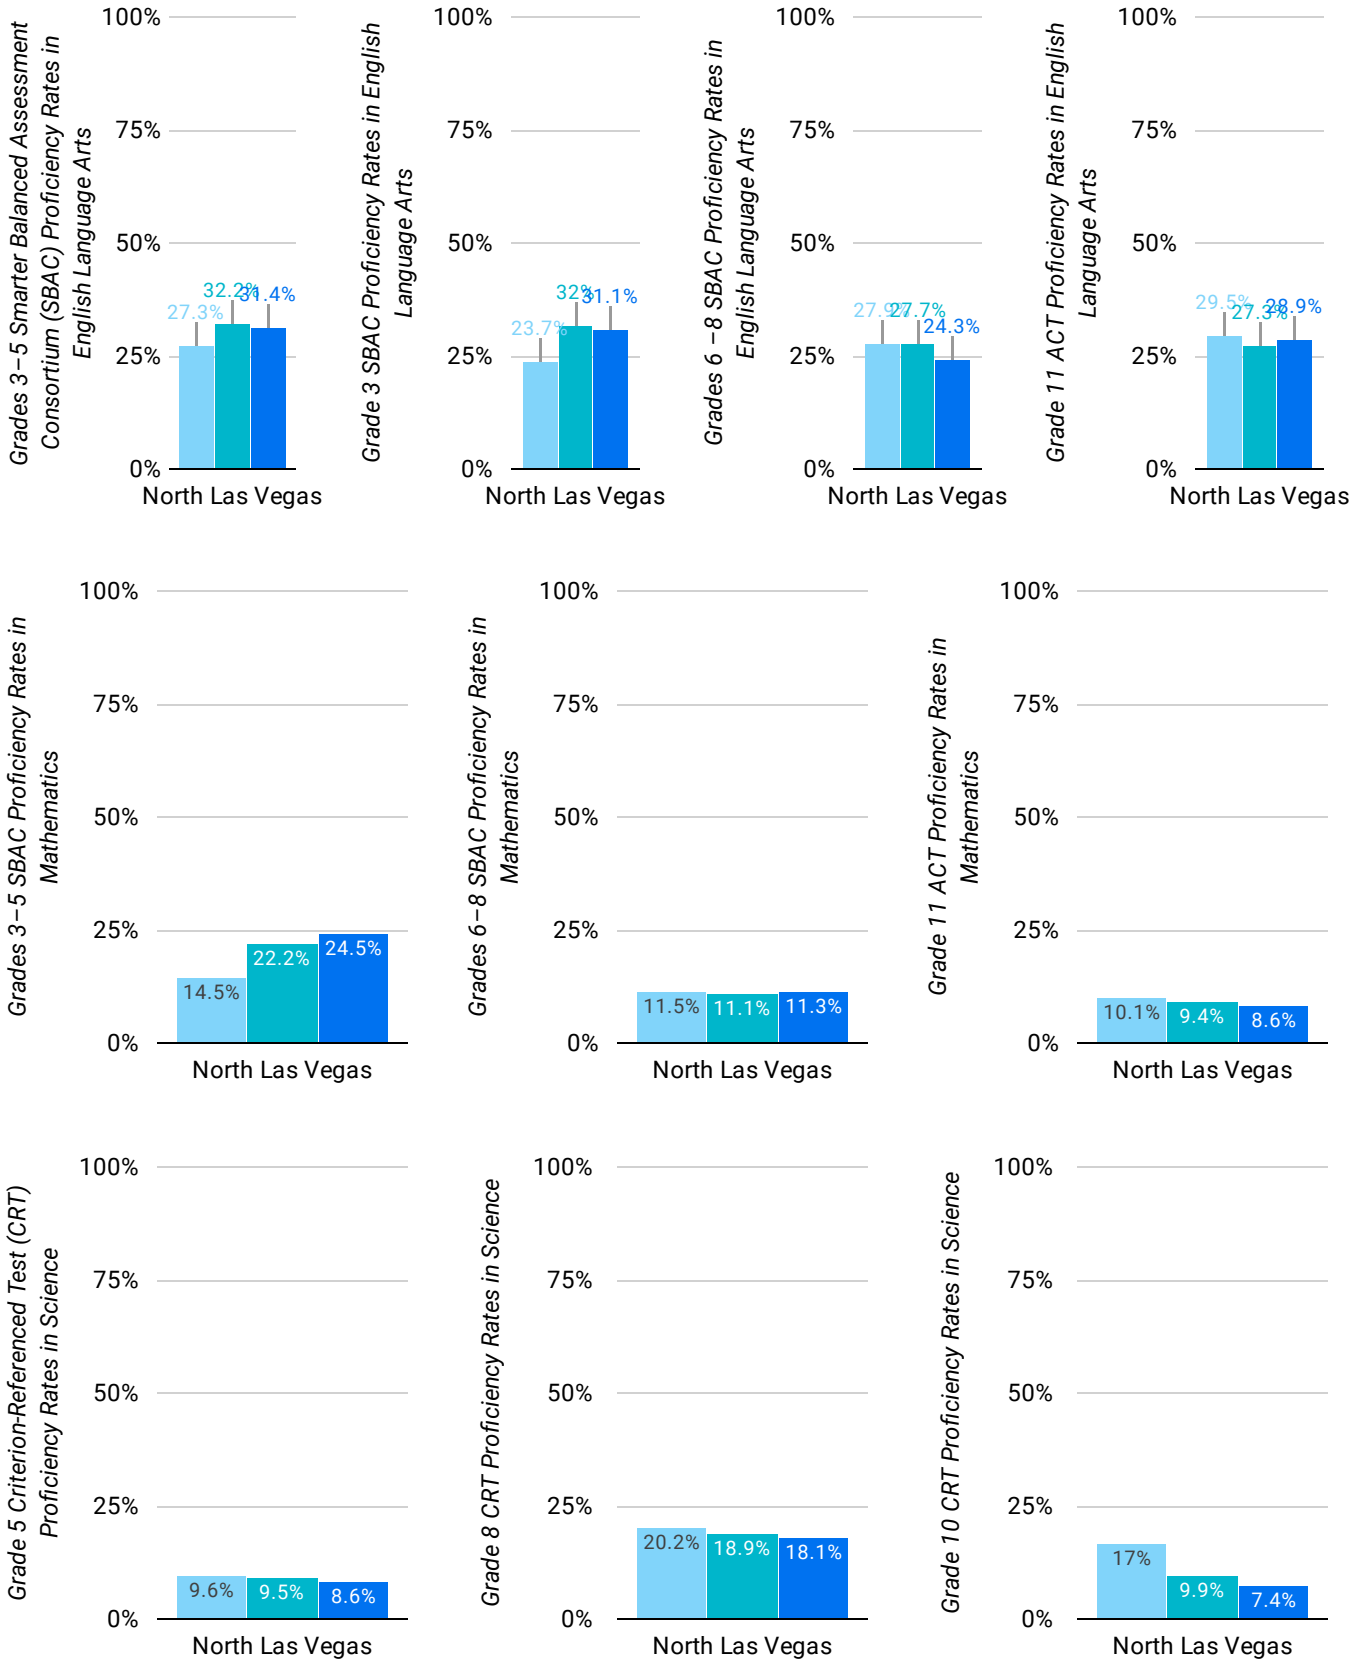 Grades 3–5 Smarter Balanced Assessment
Consortium (SBAC) Proficiency Rates in
English Language Arts
100%
75%
50%
25%
0%
27.3%
32.2%
31.4%
North Las Vegas
Grade 3 SBAC Proficiency Rates in English
Language Arts
100%
75%
50%
25%
0%
23.7%
32%
31.1%
North Las Vegas
Grades 6–8 SBAC Proficiency Rates in
English Language Arts
100%
75%
50%
25%
0%
27.9%
27.7%
24.3%
North Las Vegas
Grade 11 ACT Proficiency Rates in English
Language Arts
100%
75%
50%
25%
0%
29.5%
27.3%
28.9%
North Las Vegas
Grades 3–5 SBAC Proficiency Rates in
Mathematics
100%
75%
50%
25%
0%
14.5%
22.2%
24.5%
North Las Vegas
Grades 6–8 SBAC Proficiency Rates in
Mathematics
100%
75%
50%
25%
0%
11.5%
11.1%
11.3%
North Las Vegas
Grade 11 ACT Proficiency Rates in
Mathematics
100%
75%
50%
25%
0%
10.1%
9.4%
8.6%
North Las Vegas
Grade 5 Criterion-Referenced Test (CRT)
Proficiency Rates in Science
100%
75%
50%
25%
0%
9.6%
9.5%
8.6%
North Las Vegas
Grade 8 CRT Proficiency Rates in Science
100%
75%
50%
25%
0%
20.2%
18.9%
18.1%
North Las Vegas
Grade 10 CRT Proficiency Rates in Science
100%
75%
50%
25%
0%
17%
9.9%
7.4%
North Las Vegas